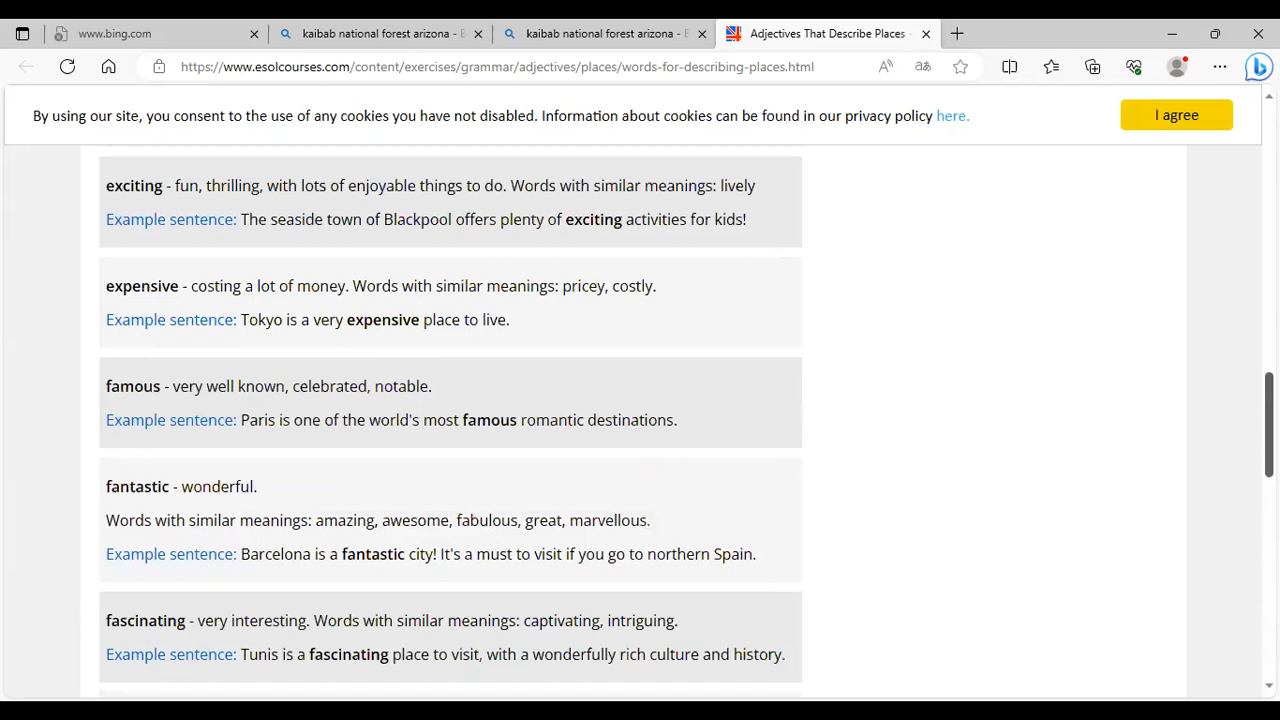 www.bing.com
kaibab national forest arizona - B
kaibab national forest arizona - B
Adjectives That Describe Places -
https://www.esolcourses.com/content/exercises/grammar/adjectives/places/words-for-describing-places.html
By using our site, you consent to the use of any cookies you have not disabled. Information about cookies can be found in our privacy policy here.
I agree
exciting - fun, thrilling, with lots of enjoyable things to do. Words with similar meanings: lively
Example sentence: The seaside town of Blackpool offers plenty of exciting activities for kids!
expensive - costing a lot of money. Words with similar meanings: pricey, costly.
Example sentence: Tokyo is a very expensive place to live.
famous - very well known, celebrated, notable.
Example sentence: Paris is one of the world's most famous romantic destinations.
fantastic - wonderful.
Words with similar meanings: amazing, awesome, fabulous, great, marvellous.
Example sentence: Barcelona is a fantastic city! It's a must to visit if you go to northern Spain.
fascinating - very interesting. Words with similar meanings: captivating, intriguing.
Example sentence: Tunis is a fascinating place to visit, with a wonderfully rich culture and history.